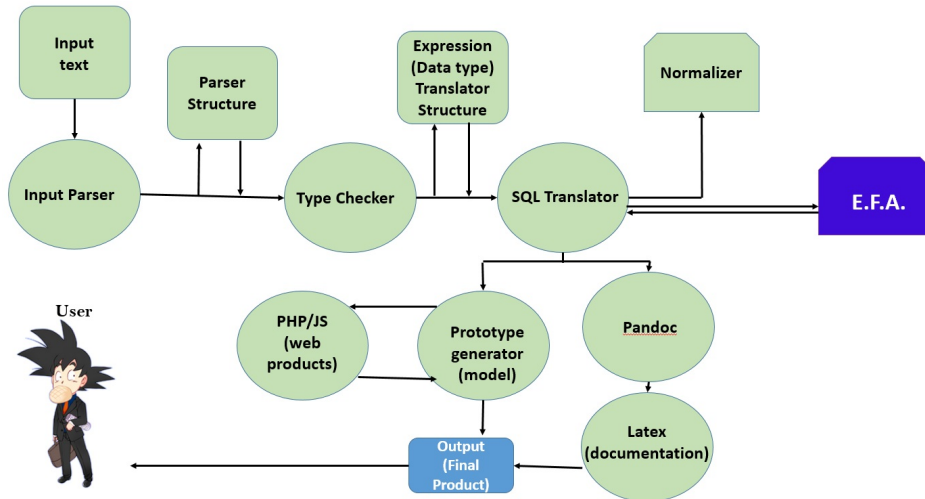 Input
text
Parser
Structure
Expression
(Data type)
Translator
Structure
Normalizer
Input Parser
Type Checker
SQL Translator
E.F.A.
User
PHP/JS
(web
products)
Prototype
generator
(model)
Pandoc
Latex
(documentation)
Output
(Final
Product)